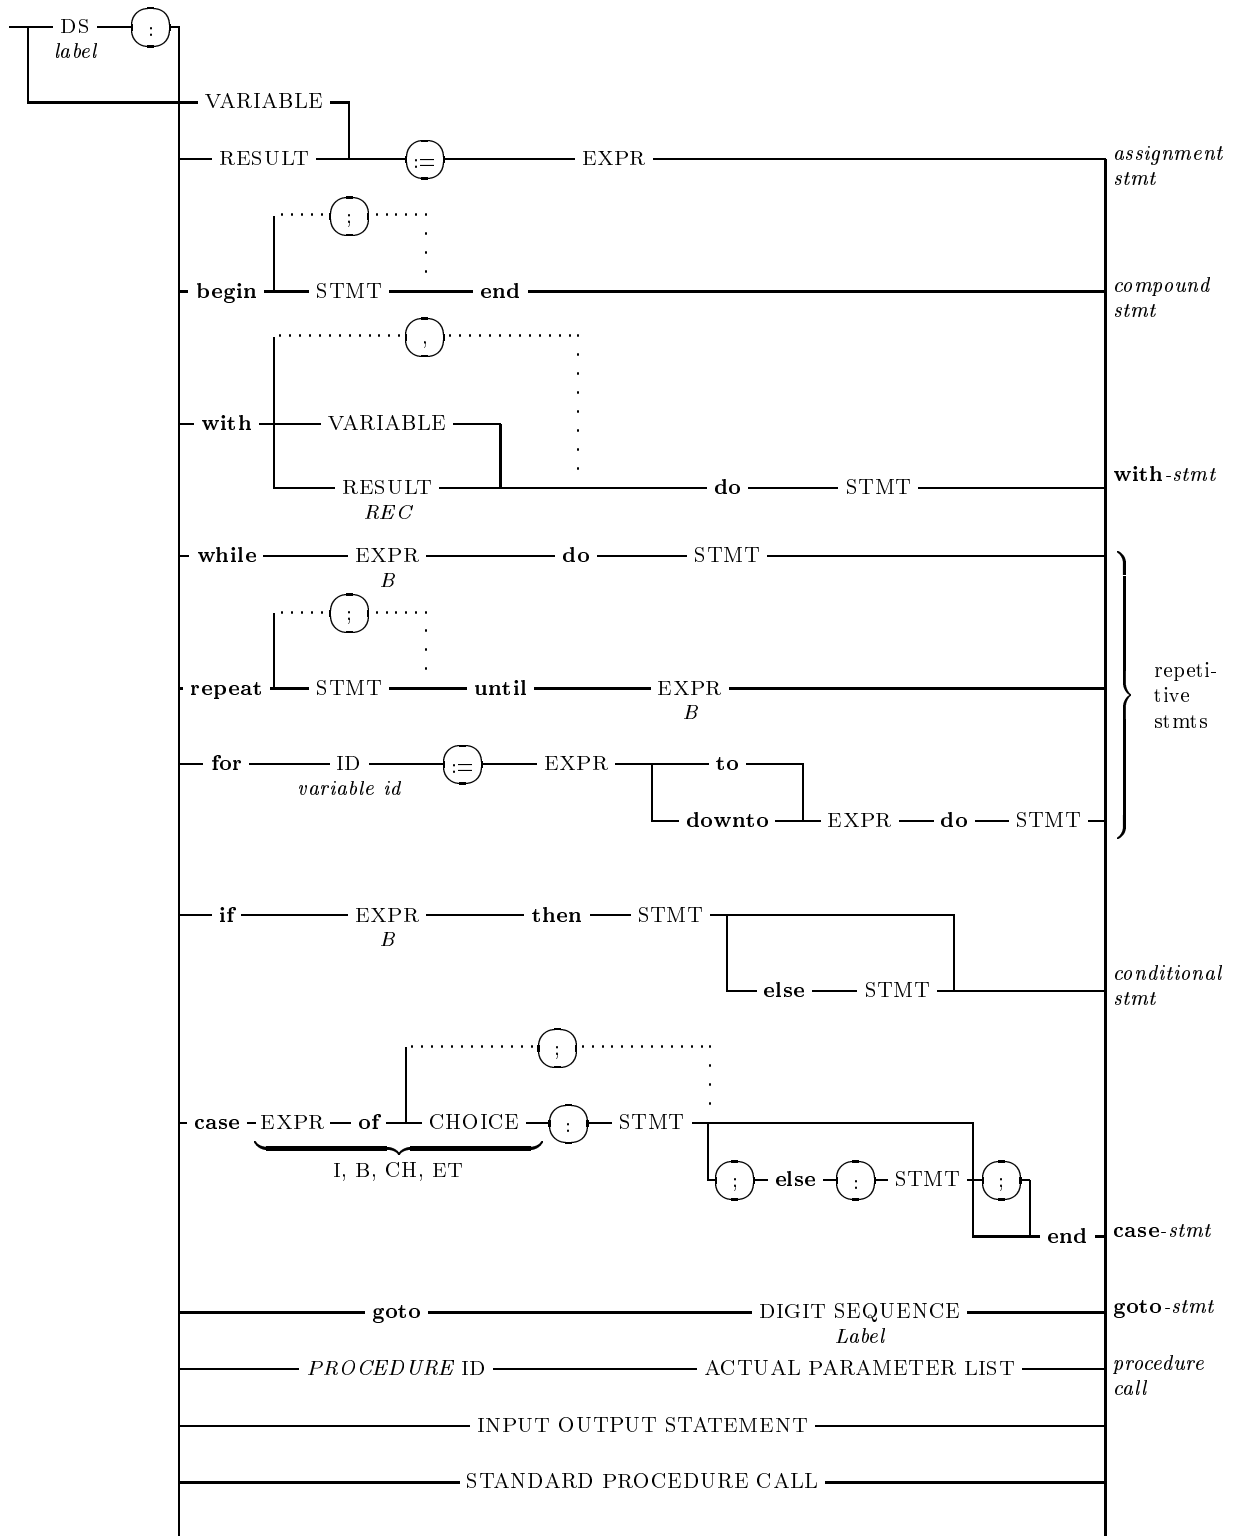 DS :
label
VARIABLE
RESULT := EXPR assignment
stmt
;
begin STMT end compound
stmt
,
with VARIABLE
RESULT do STMT with-stmt
REC
while EXPR do STMT
B
;
repeat STMT until EXPR
B
repeti-
tive
stmts
for ID := EXPR to
variable id
downto EXPR do STMT
if EXPR then STMT
B
else STMT conditional
stmt
;
case EXPR of CHOICE : STMT
I, B, CH, ET
; else : STMT ;
end case-stmt
goto DIGIT SEQUENCE goto-stmt
Label
PROCEDURE ID ACTUAL PARAMETER LIST procedure
call
INPUT OUTPUT STATEMENT
STANDARD PROCEDURE CALL